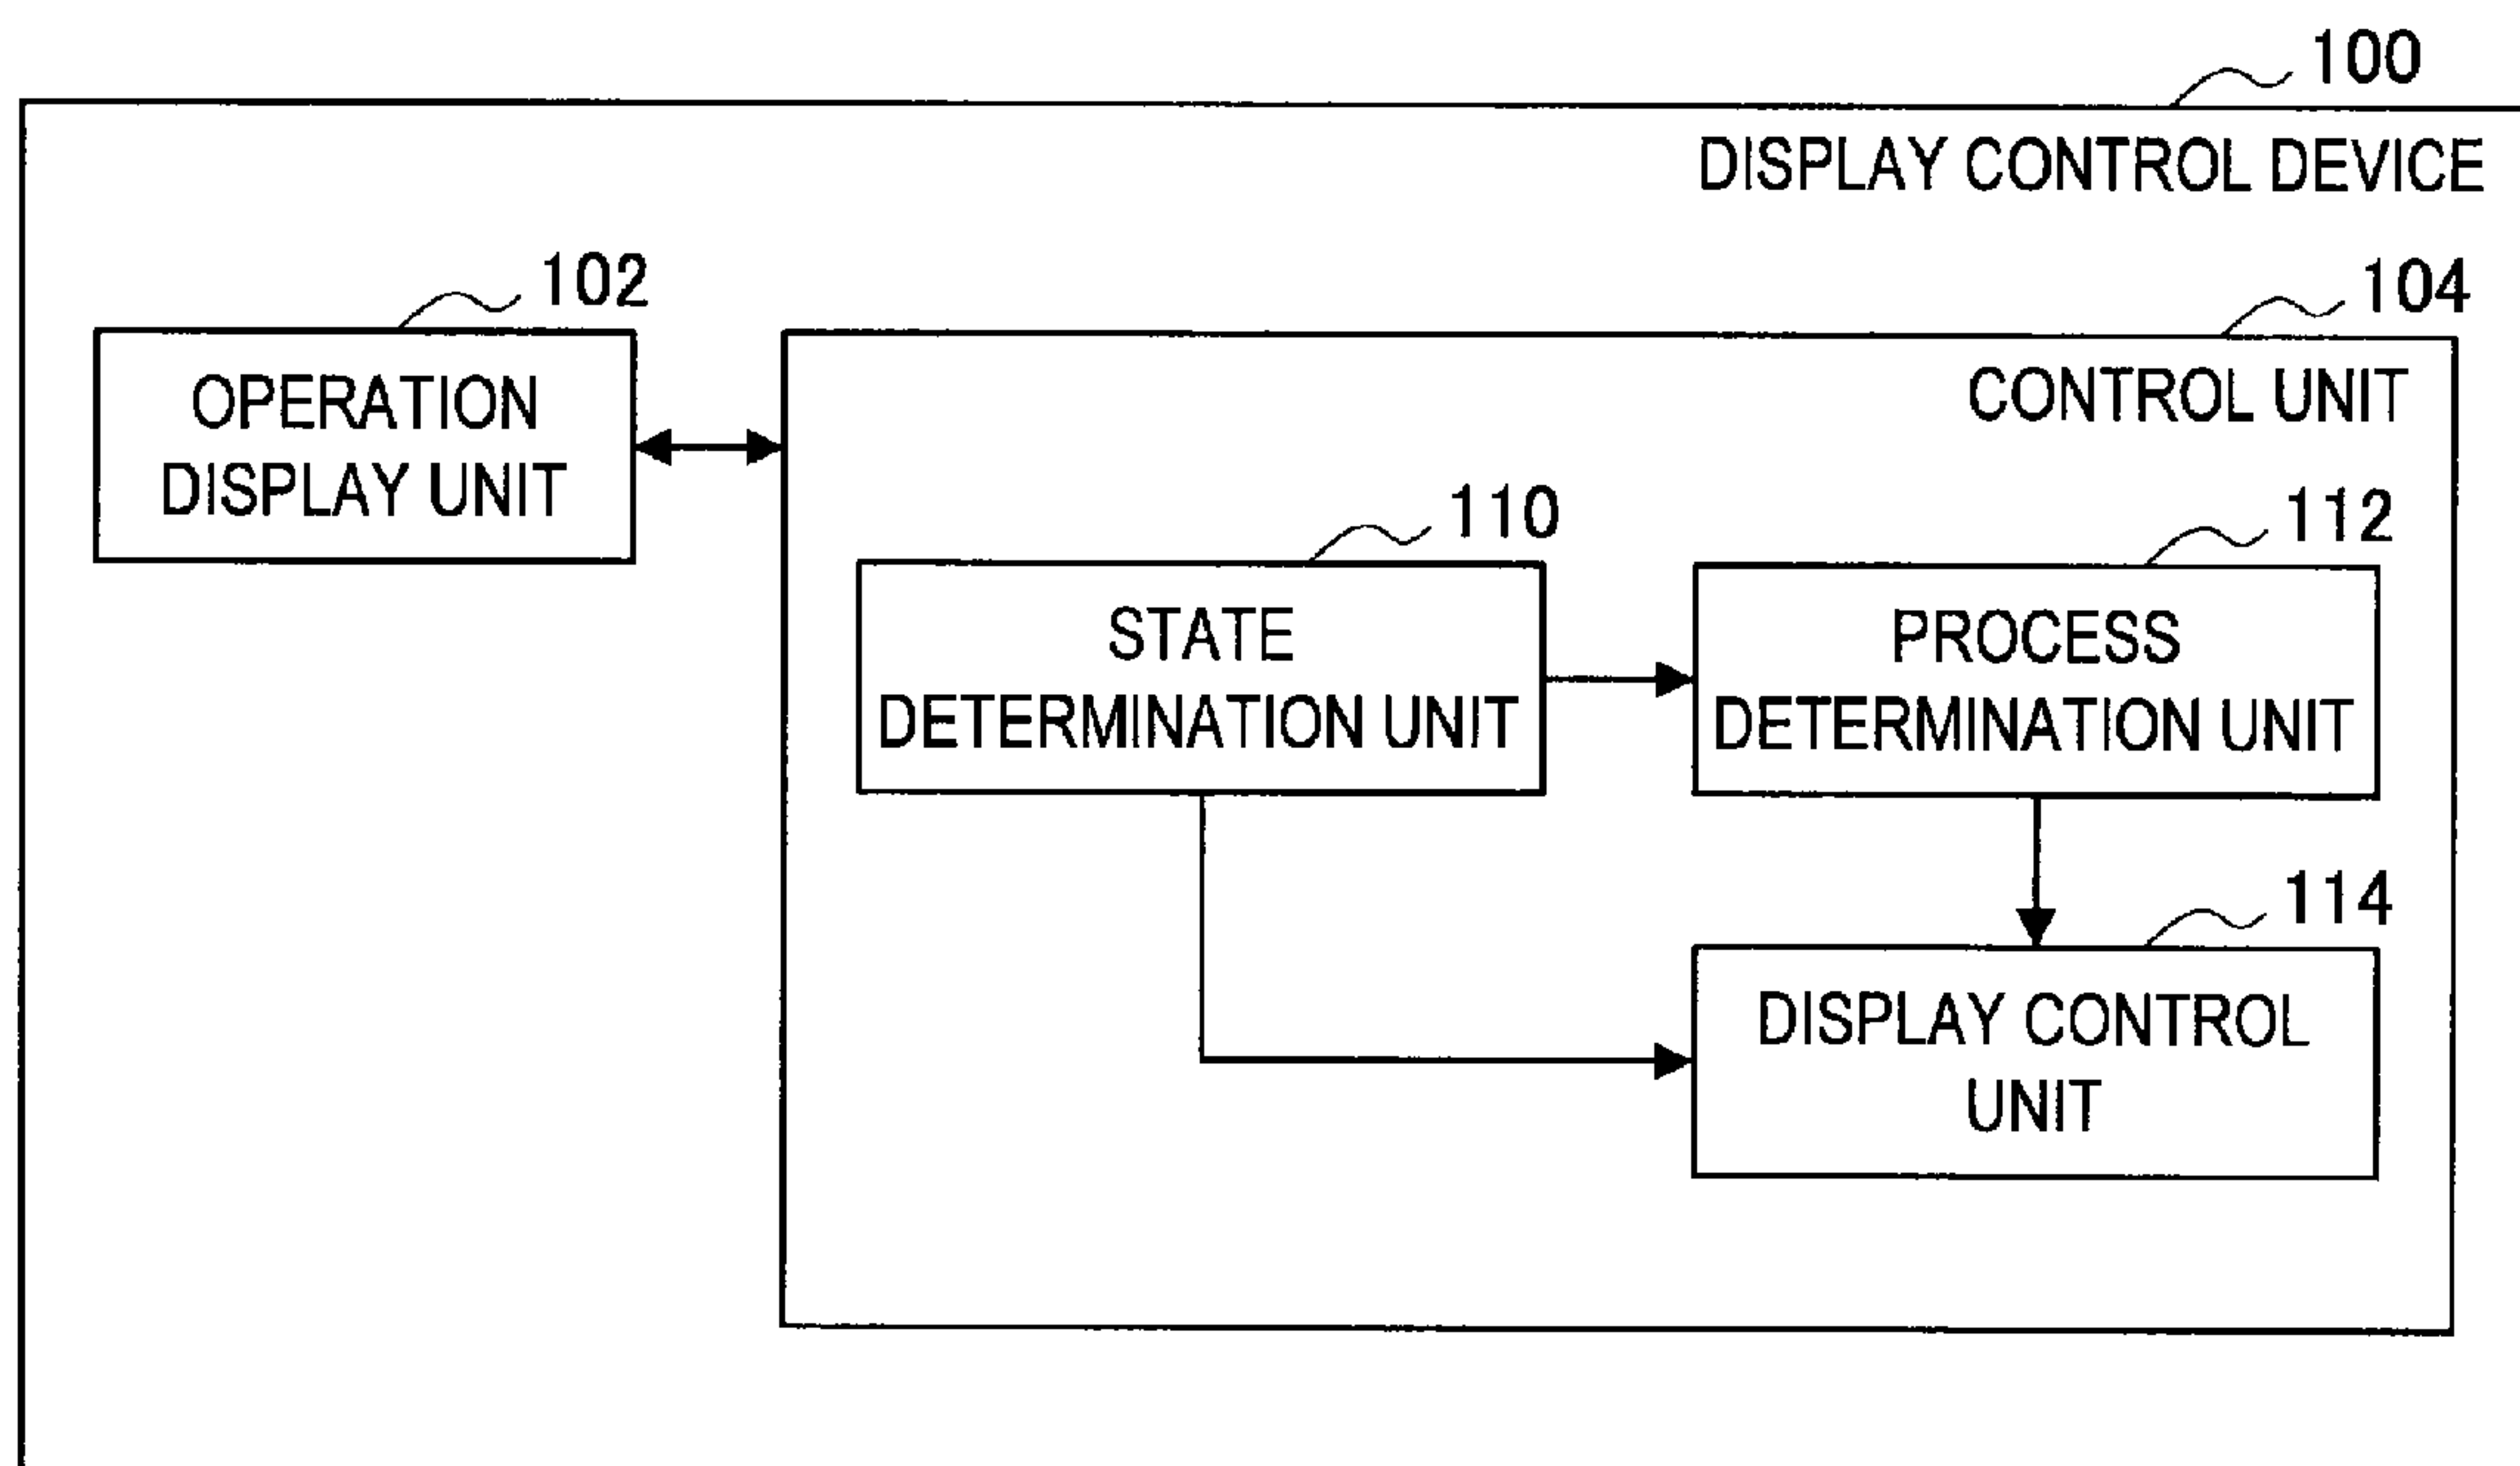 100
DISPLAY CONTROL DEVICE
102
104
OPERATION
DISPLAY UNIT
CONTROL UNIT
110
112
STATE
DETERMINATION UNIT
PROCESS
DETERMINATION UNIT
114
DISPLAY CONTROL
UNIT